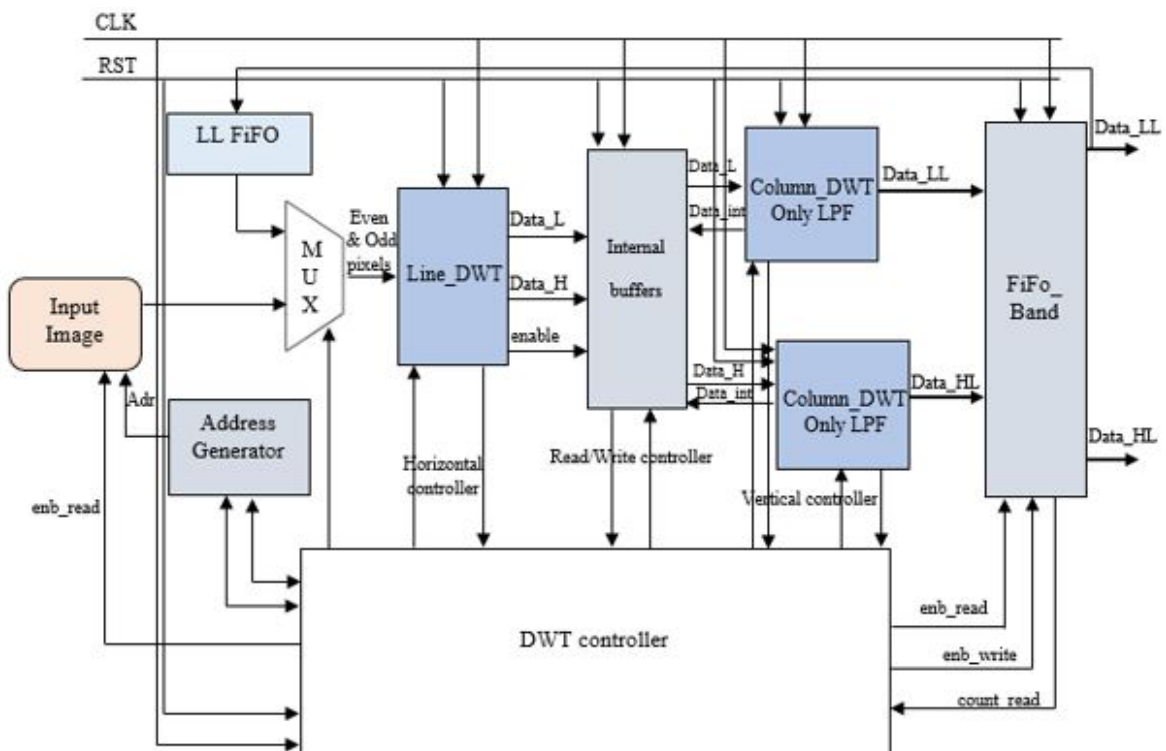 CLK
RST
LL FiFO
Data_LL
Data_L
Column_DWT
Only LPF
Data_LL
Data_int
Even
& Odd
pixels
MUX
Data_L
Line_DWT
Data_H
enable
Internal
buffers
FiFo_
Band
Input
Image
Data_H
Data_int
Column_DWT
Only LPF
Data_HL
Data_HL
Adr
Address
Generator
Horizontal
controller
Read/Write controller
Vertical controller
enb_read
DWT controller
enb_read
enb_write
count_read